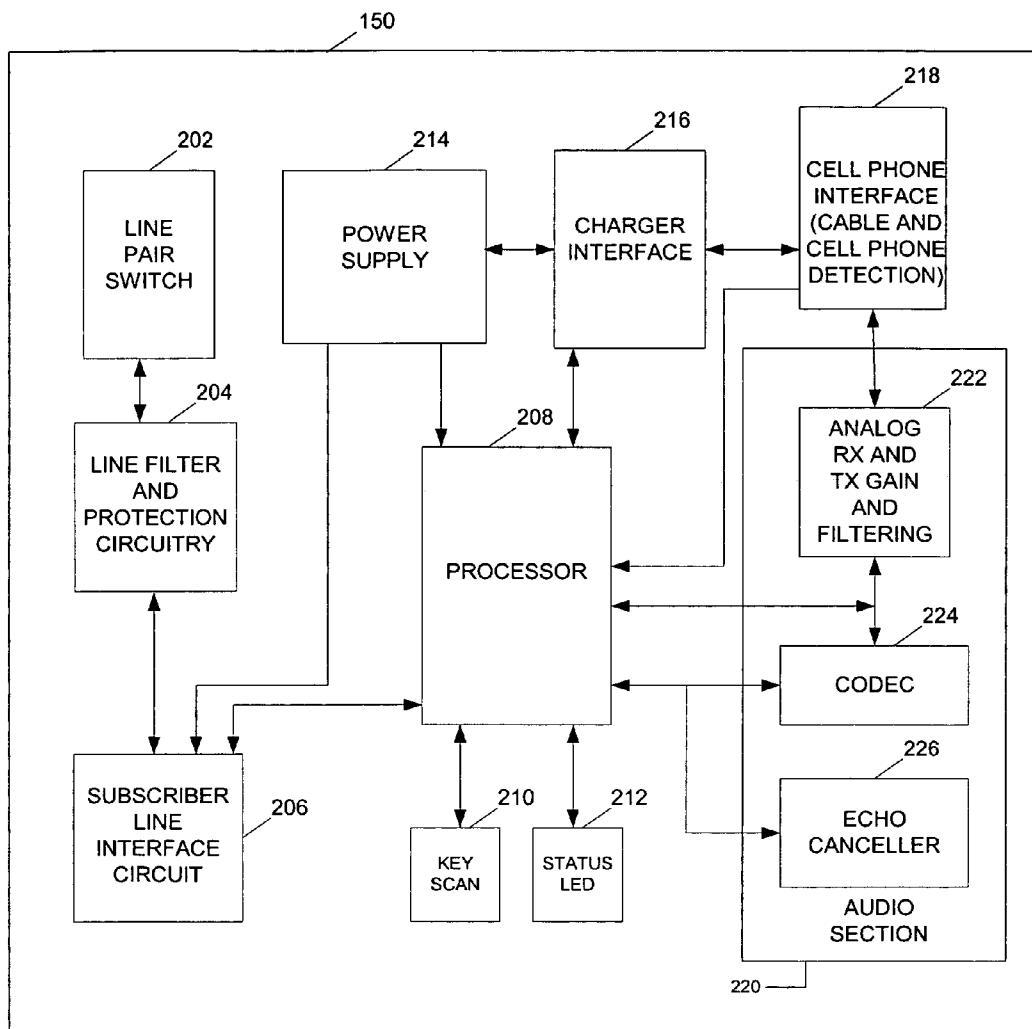 150
202
LINE
PAIR
SWITCH
214
POWER
SUPPLY
216
CHARGER
INTERFACE
218
CELL PHONE
INTERFACE
(CABLE AND
CELL PHONE
DETECTION)
204
LINE FILTER
AND
PROTECTION
CIRCUITRY
208
PROCESSOR
222
ANALOG
RX AND
TX GAIN
AND
FILTERING
224
CODEC
206
SUBSCRIBER
LINE
INTERFACE
CIRCUIT
210
KEY
SCAN
212
STATUS
LED
226
ECHO
CANCELLER
AUDIO
SECTION
220